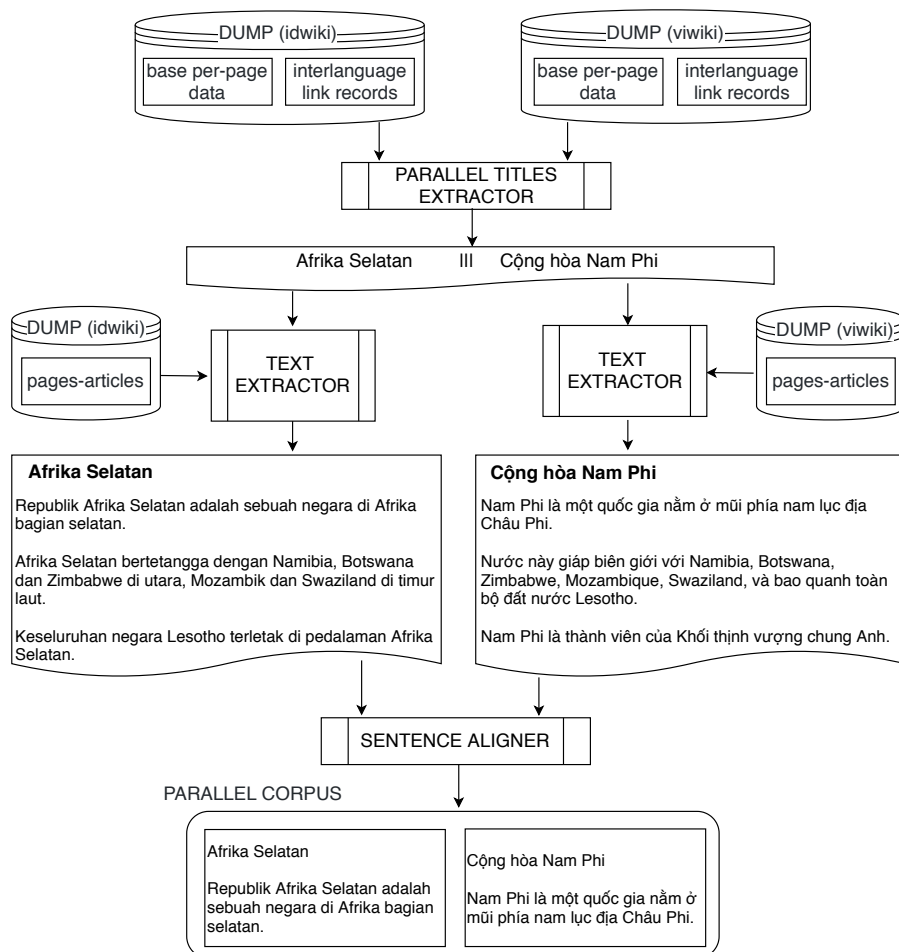 DUMP (idwiki)
base per-page
data
interlanguage
link records
DUMP (viwiki)
base per-page
data
interlanguage
link records
PARALLEL TITLES
EXTRACTOR
Afrika Selatan III Cộng hòa Nam Phi
DUMP (idwiki)
pages-articles
TEXT
EXTRACTOR
TEXT
EXTRACTOR
DUMP (viwiki)
pages-articles
Afrika Selatan
Republik Afrika Selatan adalah sebuah negara di Afrika
bagian selatan.
Afrika Selatan bertetangga dengan Namibia, Botswana
dan Zimbabwe di utara, Mozambik dan Swaziland di timur
laut.
Keseluruhan negara Lesotho terletak di pedalaman Afrika
Selatan.
Cộng hòa Nam Phi
Nam Phi là một quốc gia nằm ở mũi phía nam lục địa
Châu Phi.
Nước này giáp biên giới với Namibia, Botswana,
Zimbabwe, Mozambique, Swaziland, và bao quanh toàn
bộ đất nước Lesotho.
Nam Phi là thành viên của Khối thịnh vượng chung Anh.
SENTENCE ALIGNER
PARALLEL CORPUS
Afrika Selatan
Republik Afrika Selatan adalah
sebuah negara di Afrika bagian
selatan.
Cộng hòa Nam Phi
Nam Phi là một quốc gia nằm ở
mũi phía nam lục địa Châu Phi.